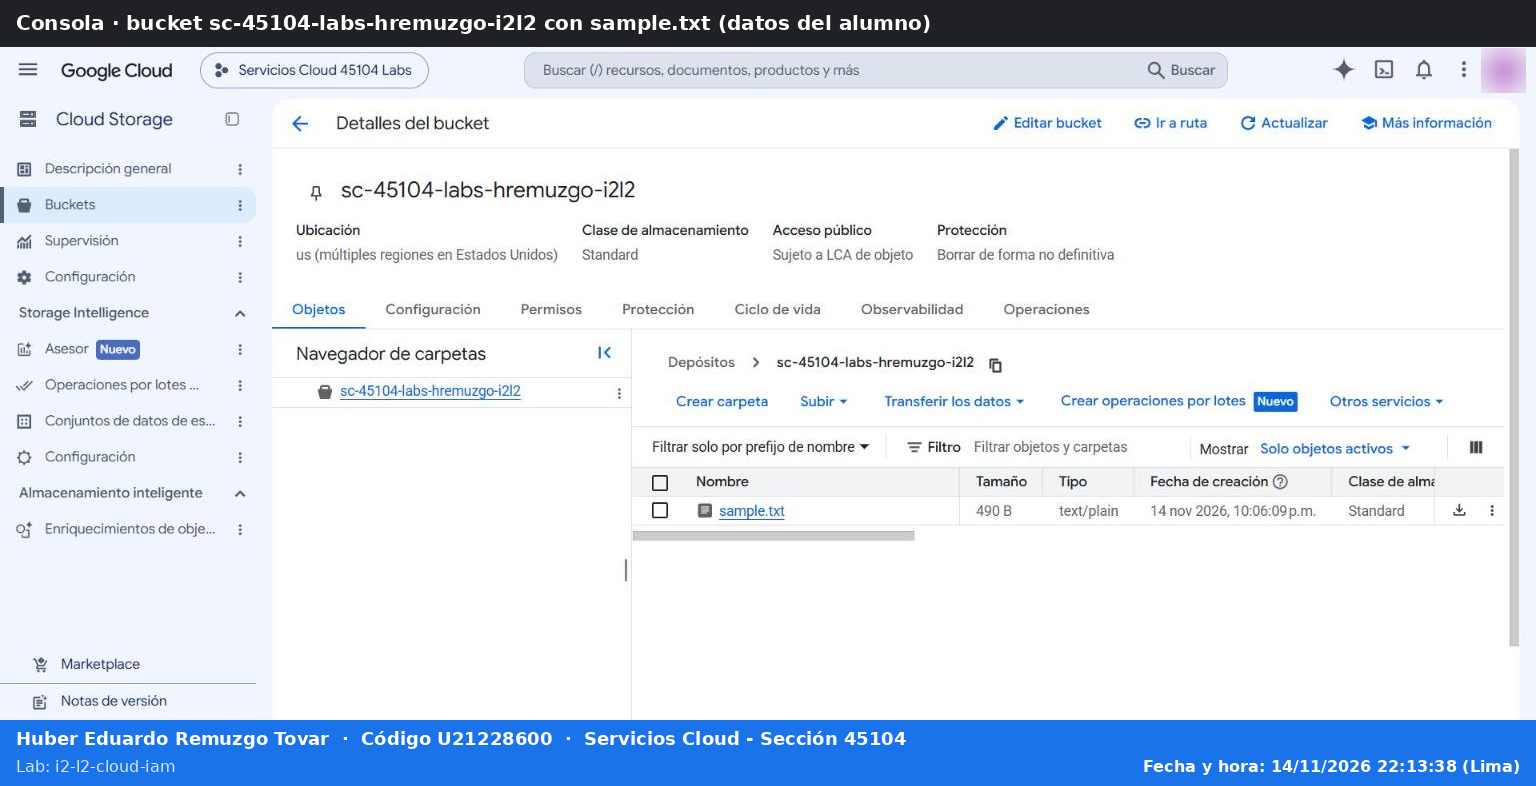 Consola · bucket sc-45104-labs-hremuzgo-i2l2 con sample.txt (datos del alumno)
Google Cloud
Servicios Cloud 45104 Labs
Buscar (/) recursos, documentos, productos y más
Buscar
Cloud Storage
Descripción general
Buckets
Supervisión
Configuración
Storage Intelligence
Asesor Nuevo
Operaciones por lotes ...
Conjuntos de datos de es...
Configuración
Almacenamiento inteligente
Enriquecimientos de obje...
Marketplace
Notas de versión
Detalles del bucket
Editar bucket
Ir a ruta
Actualizar
Más información
sc-45104-labs-hremuzgo-i2l2
Ubicación
us (múltiples regiones en Estados Unidos)
Clase de almacenamiento
Standard
Acceso público
Sujeto a LCA de objeto
Protección
Borrar de forma no definitiva
Objetos
Configuración
Permisos
Protección
Ciclo de vida
Observabilidad
Operaciones
Navegador de carpetas
sc-45104-labs-hremuzgo-i2l2
Depósitos > sc-45104-labs-hremuzgo-i2l2
Crear carpeta
Subir
Transferir los datos
Crear operaciones por lotes Nuevo
Otros servicios
Filtrar solo por prefijo de nombre
Filtro
Filtrar objetos y carpetas
Mostrar
Solo objetos activos
Nombre Tamaño Tipo Fecha de creación Clase de alma
sample.txt 490 B text/plain 14 nov 2026, 10:06:09 p.m. Standard
Huber Eduardo Remuzgo Tovar · Código U21228600 · Servicios Cloud - Sección 45104
Lab: i2-l2-cloud-iam
Fecha y hora: 14/11/2026 22:13:38 (Lima)